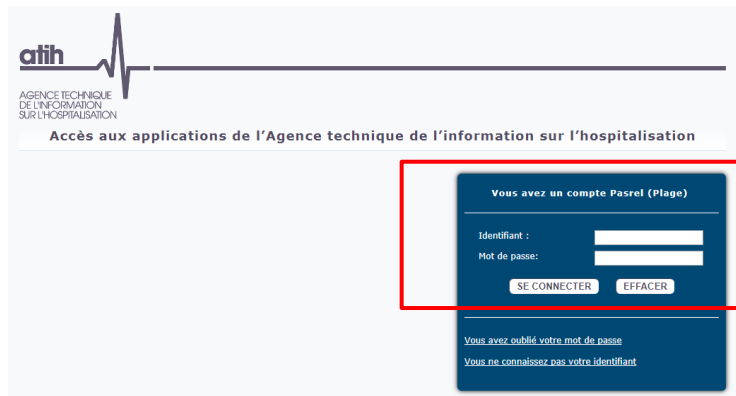 atih
AGENCE TECHNIQUE
DE L'INFORMATION
SUR L'HOSPITALISATION
Accès aux applications de l'Agence technique de l'information sur l'hospitalisation
Vous avez un compte Pasrel (Plage)
Identifiant :
Mot de passe:
SE CONNECTER EFFACER
Vous avez oublié votre mot de passe
Vous ne connaissez pas votre identifiant